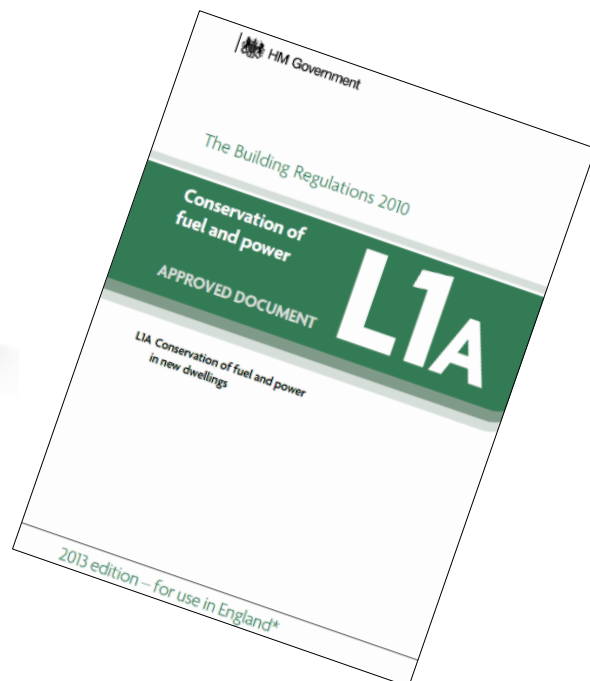 HM Government
The Building Regulations 2010
Conservation of
fuel and power
APPROVED DOCUMENT
L1A
L1A Conservation of fuel and power
in new dwellings
2013 edition – for use in England*